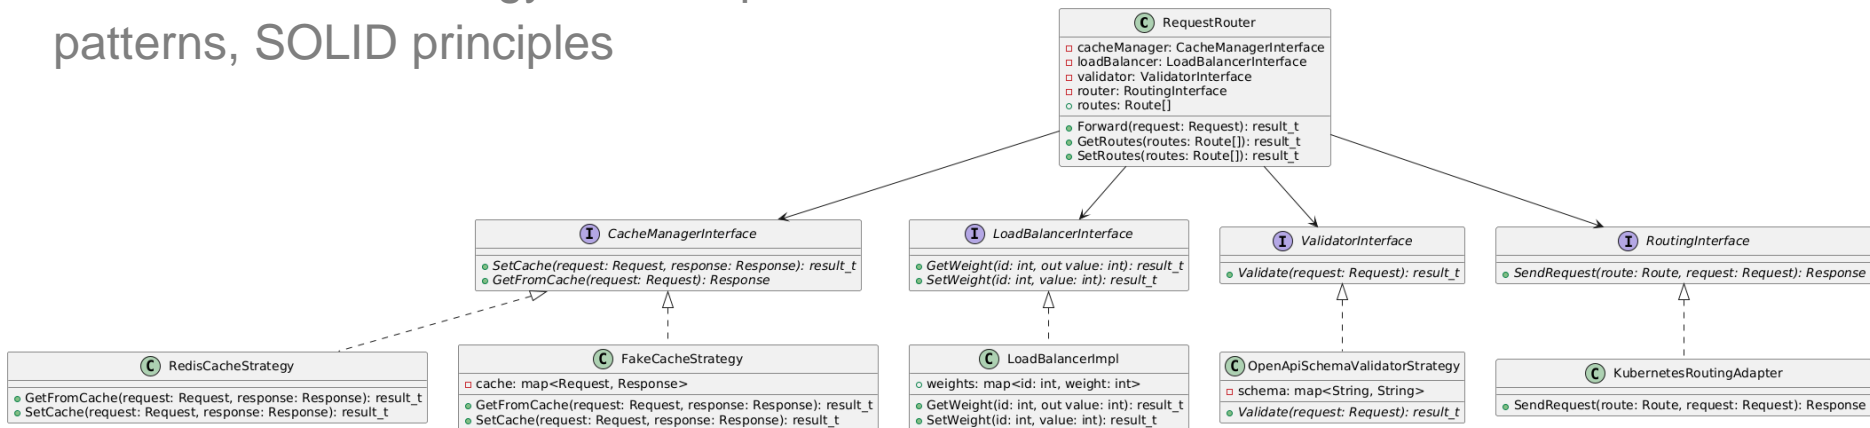 patterns, SOLID principles
C RequestRouter
cacheManager: CacheManagerInterface
loadBalancer: LoadBalancerInterface
validator: ValidatorInterface
router: RoutingInterface
routes: Route[]
Forward(request: Request): result_t
GetRoutes(routes: Route[]): result_t
SetRoutes(routes: Route[]): result_t
I CacheManagerInterface
SetCache(request: Request, response: Response): result_t
GetFromCache(request: Request): Response
I LoadBalancerInterface
GetWeight(id: int, out value: int): result_t
SetWeight(id: int, value: int): result_t
I ValidatorInterface
Validate(request: Request): result_t
I RoutingInterface
SendRequest(route: Route, request: Request): Response
C RedisCacheStrategy
GetFromCache(request: Request, response: Response): result_t
SetCache(request: Request, response: Response): result_t
C FakeCacheStrategy
cache: map<Request, Response>
GetFromCache(request: Request, response: Response): result_t
SetCache(request: Request, response: Response): result_t
C LoadBalancerImpl
weights: map<id: int, weight: int>
GetWeight(id: int, out value: int): result_t
SetWeight(id: int, value: int): result_t
C OpenApiSchemaValidatorStrategy
schema: map<String, String>
Validate(request: Request): result_t
C KubernetesRoutingAdapter
SendRequest(route: Route, request: Request): Response